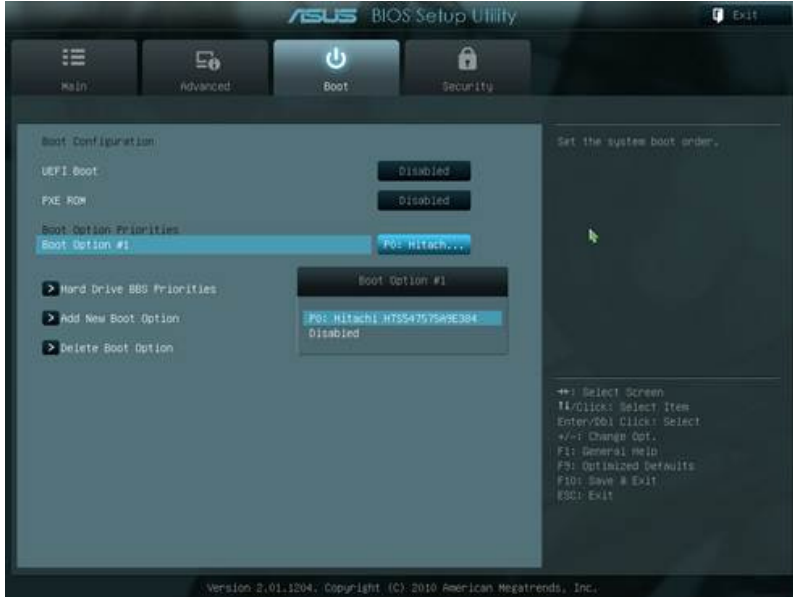 ASUS BIOS Setup Utility
Exit
Main
Advanced
Boot
Security
Boot Configuration
UEFI Boot
Disabled
PXE ROM
Disabled
Boot Option Priorities
Boot Option #1
P0: Hitach...
Hard Drive BBS Priorities
Add New Boot Option
Delete Boot Option
Boot Option #1
P0: Hitachi HTS547575A9E384
Disabled
Set the system boot order.
→←: Select Screen
↑↓/Click: Select Item
Enter/Dbl Click: Select
+/-: Change Opt.
F1: General Help
F9: Optimized Defaults
F10: Save & Exit
ESC: Exit
Version 2.01.1204. Copyright (C) 2010 American Megatrends, Inc.